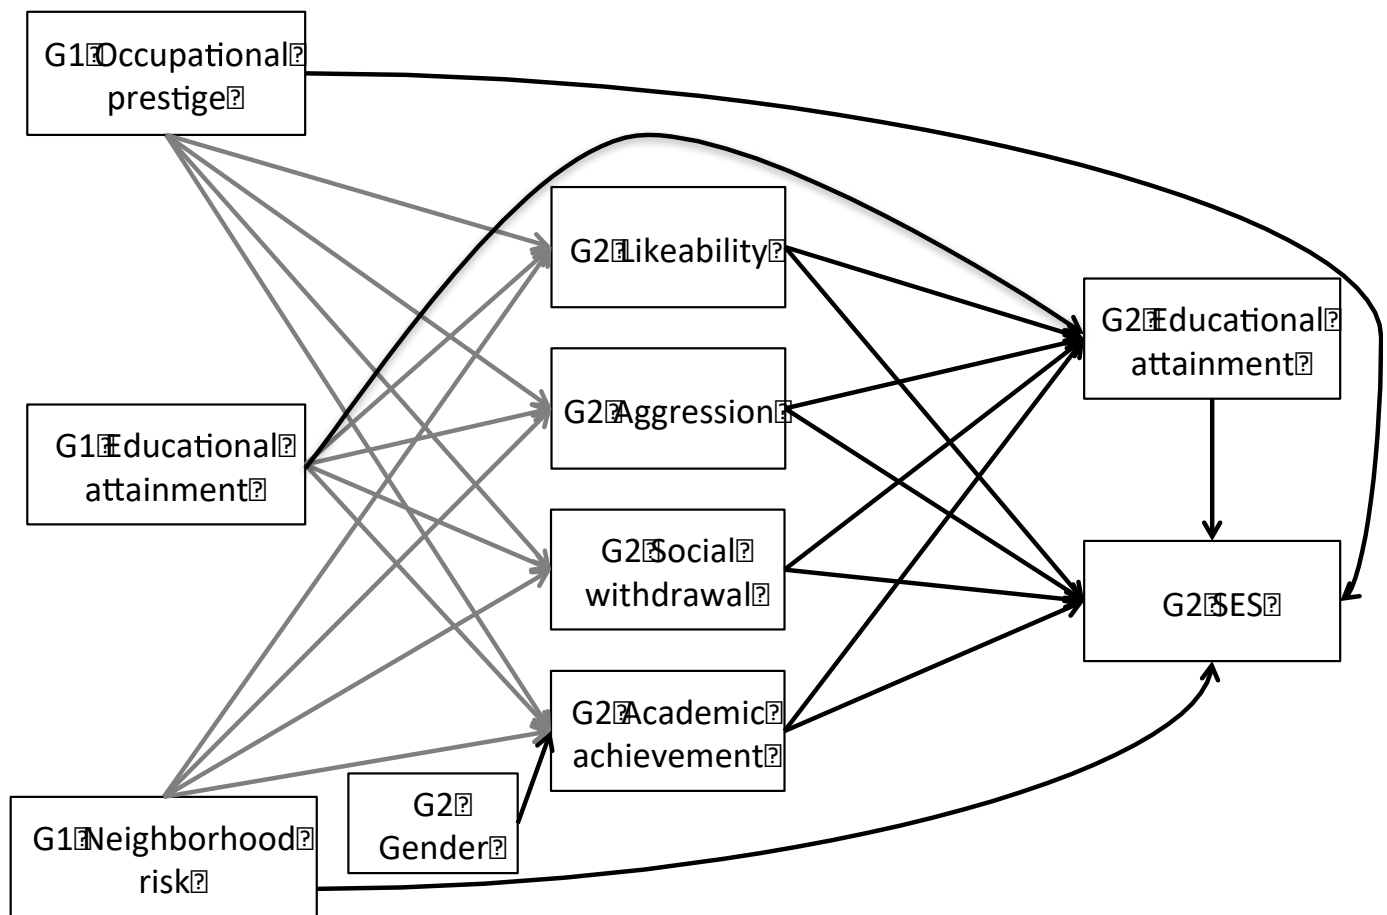 G1 Occupational
prestige
G2 Likeability
G2 Educational
attainment
G2 Aggression
G1 Educational
attainment
G2 Social
withdrawal
G2 SES
G2 Academic
achievement
G2
Gender
G1 Neighborhood
risk